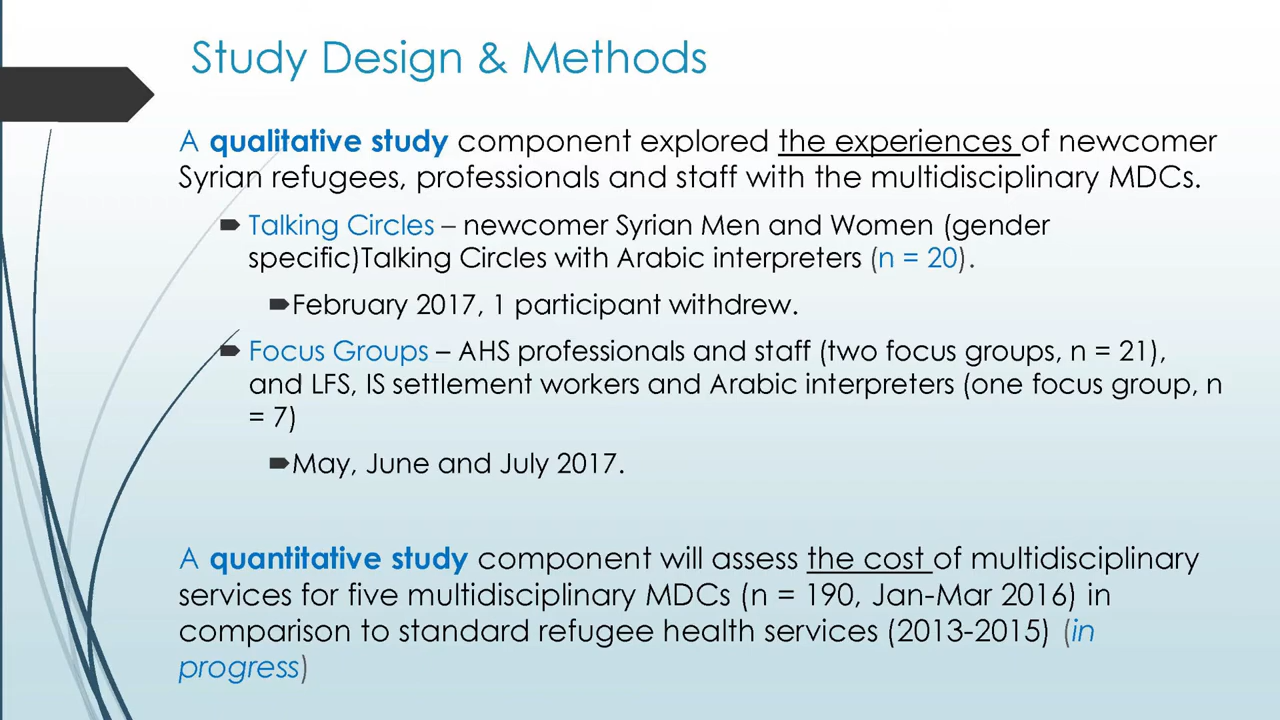 Study Design & Methods
A qualitative study component explored the experiences of newcomer
Syrian refugees, professionals and staff with the multidisciplinary MDCs.
Talking Circles – newcomer Syrian Men and Women (gender
specific)Talking Circles with Arabic interpreters (n = 20).
February 2017, 1 participant withdrew.
Focus Groups – AHS professionals and staff (two focus groups, n = 21),
and LFS, IS settlement workers and Arabic interpreters (one focus group, n
= 7)
May, June and July 2017.
A quantitative study component will assess the cost of multidisciplinary
services for five multidisciplinary MDCs (n = 190, Jan-Mar 2016) in
comparison to standard refugee health services (2013-2015) (in
progress)